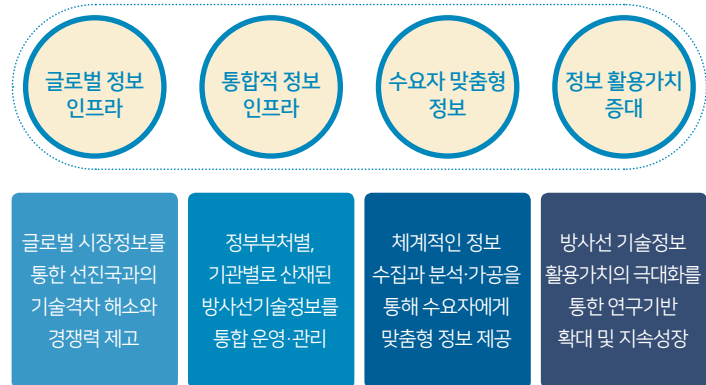 글로벌 정보
인프라
통합적 정보
인프라
수요자 맞춤형
정보
정보 활용가치
증대
글로벌 시장정보를
통한 선진국과의
기술격차 해소와
경쟁력 제고
정부부처별,
기관별로 산재된
방사선기술정보를
통합 운영·관리
체계적인 정보
수집과 분석·가공을
통해 수요자에게
맞춤형 정보 제공
방사선 기술정보
활용가치의 극대화를
통한 연구기반
확대 및 지속성장